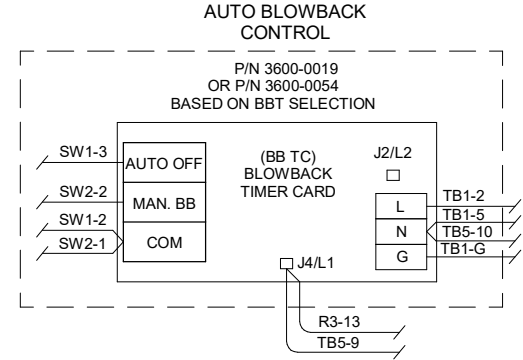 AUTO BLOWBACK
CONTROL
P/N 3600-0019
OR P/N 3600-0054
BASED ON BBT SELECTION
SW1-3
SW2-2
SW1-2
SW2-1
AUTO OFF
MAN. BB
COM
(BB TC)
BLOWBACK
TIMER CARD
J2/L2
L
N
G
TB1-2
TB1-5
TB5-10
TB1-G
J4/L1
R3-13
TB5-9